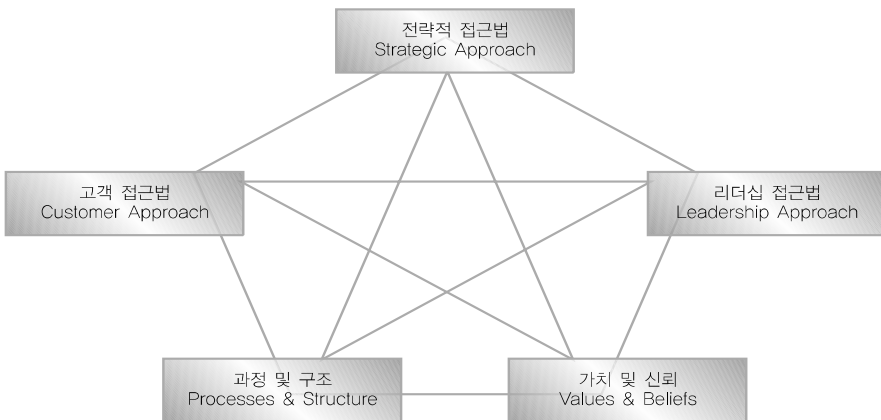 전략적 접근법
Strategic Approach
고객 접근법
Customer Approach
리더십 접근법
Leadership Approach
과정 및 구조
Processes & Structure
가치 및 신뢰
Values & Beliefs